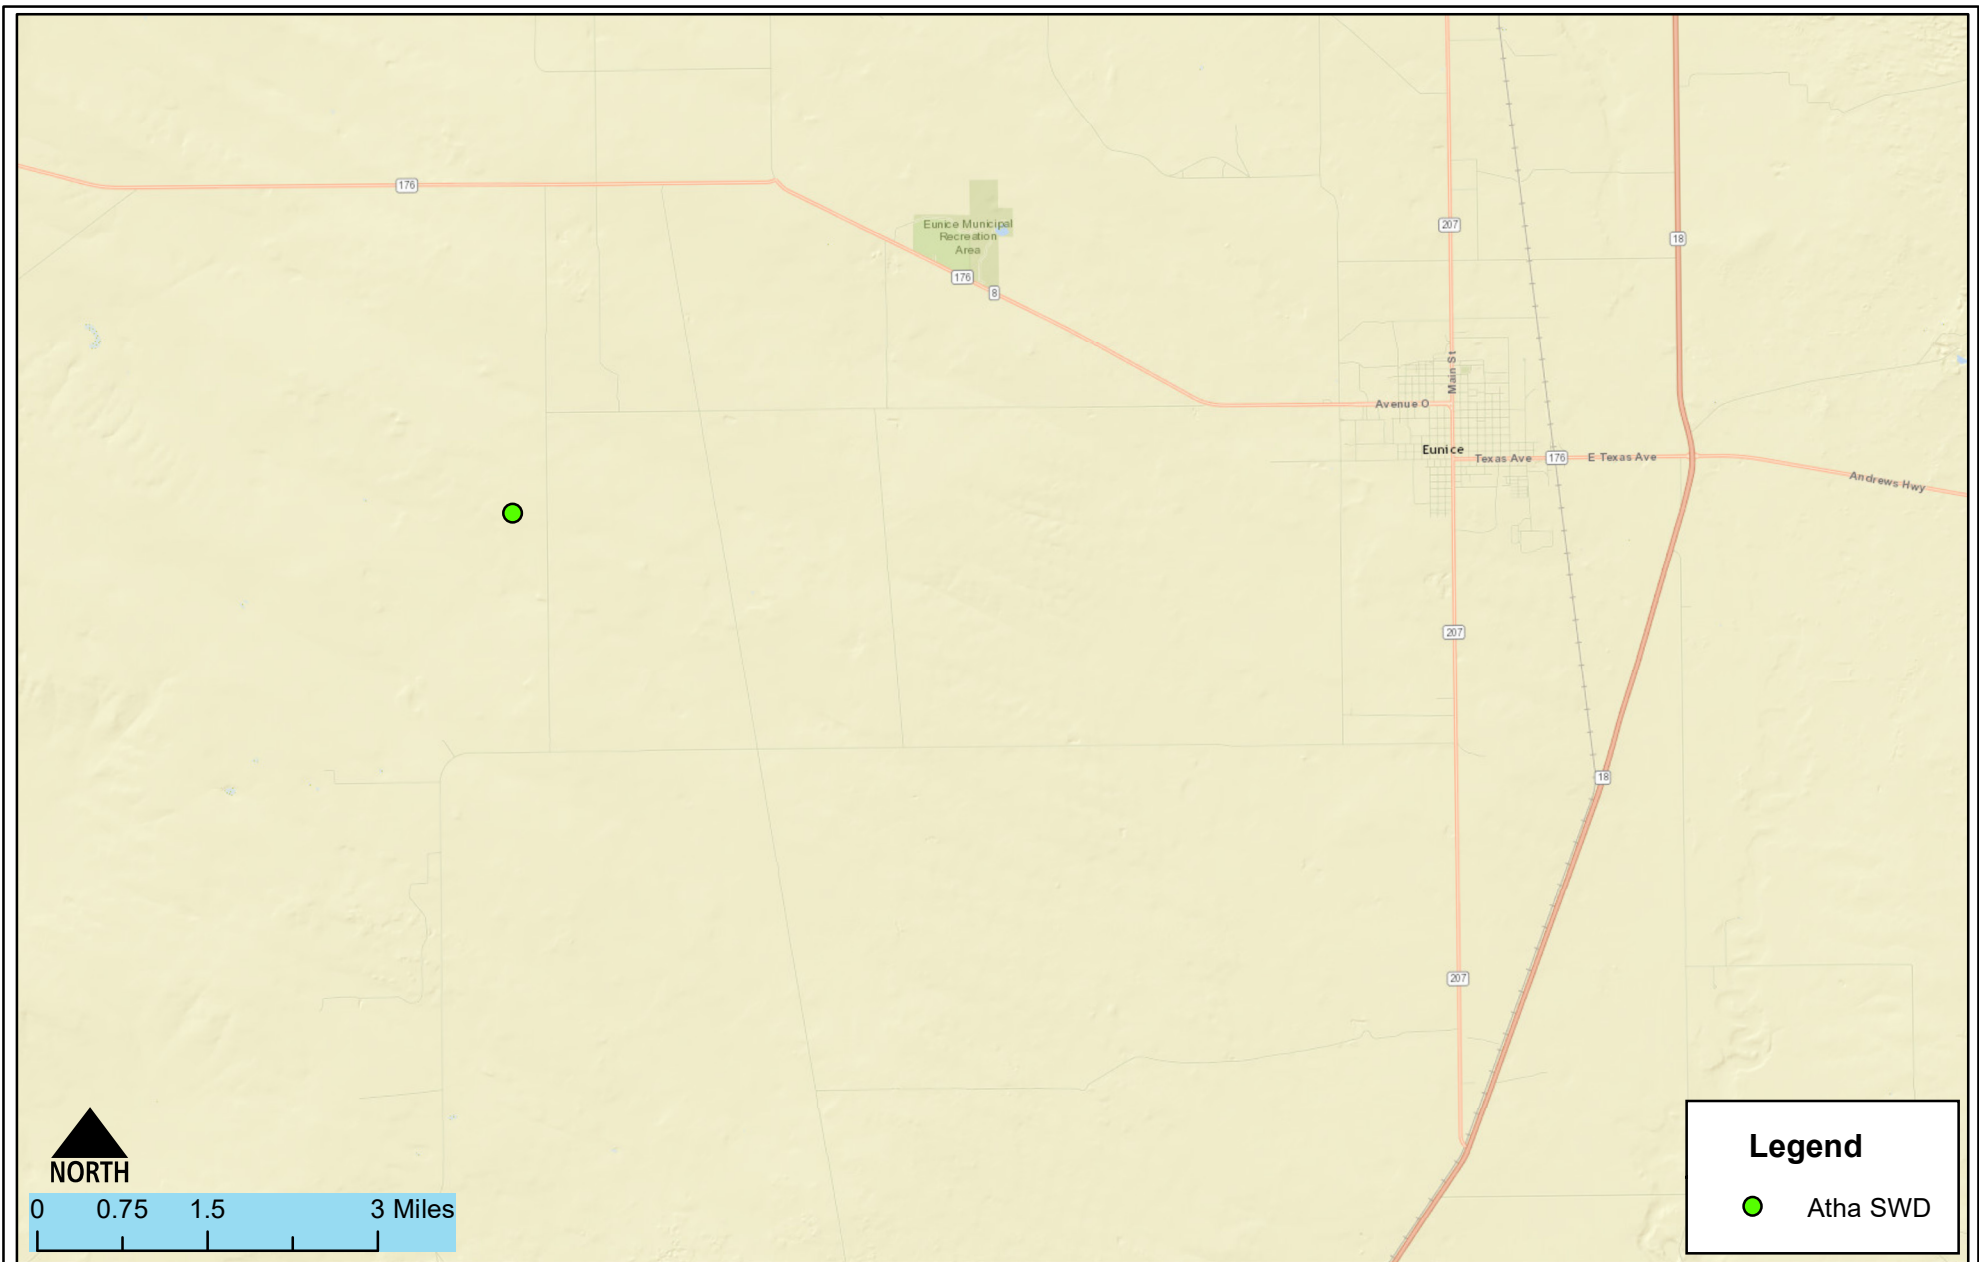 176
207
18
Eunice Municipal
Recreation
Area
176
8
Main St
Avenue O
Eunice
Texas Ave
176
E Texas Ave
Andrews Hwy
207
18
207
NORTH
0 0.75 1.5 3 Miles
Legend
Atha SWD